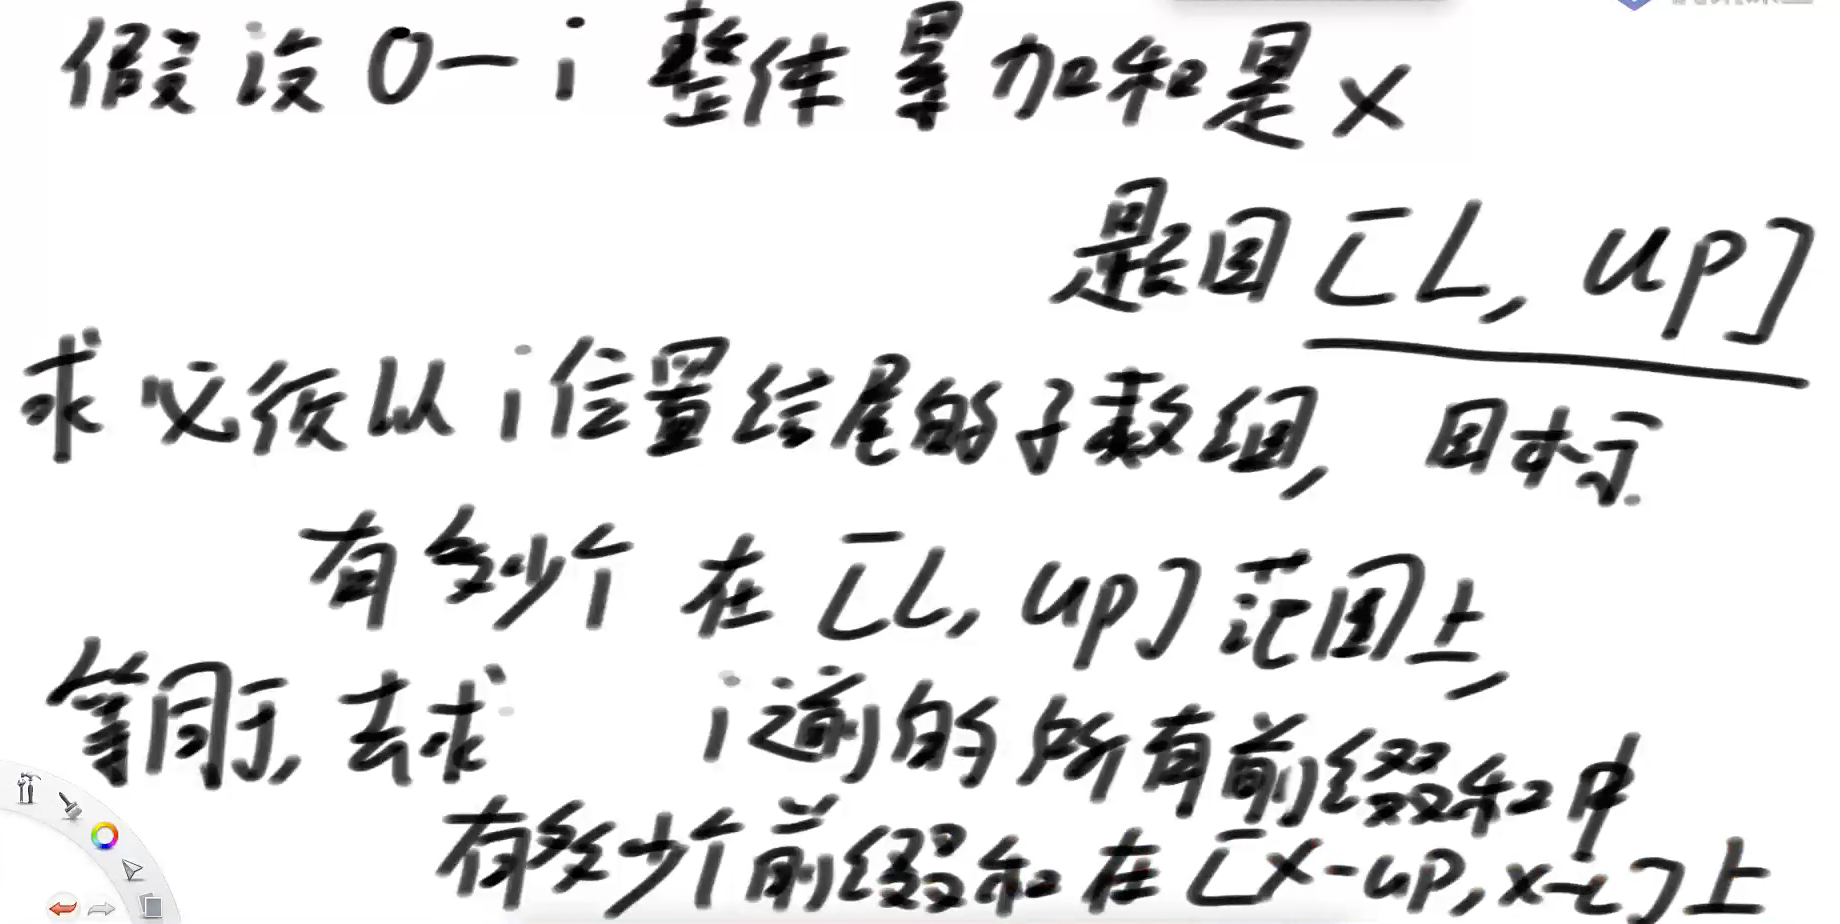 假设 0-i 整体累加和是 x
题目 [L, up]
求必须以 i 位置结尾的子数组, 目标
有多少个 在 [L, up] 范围上,
等同于, 去求 i 之前的所有前缀和中
有多少个前缀和在 [x-up, x-L] 上